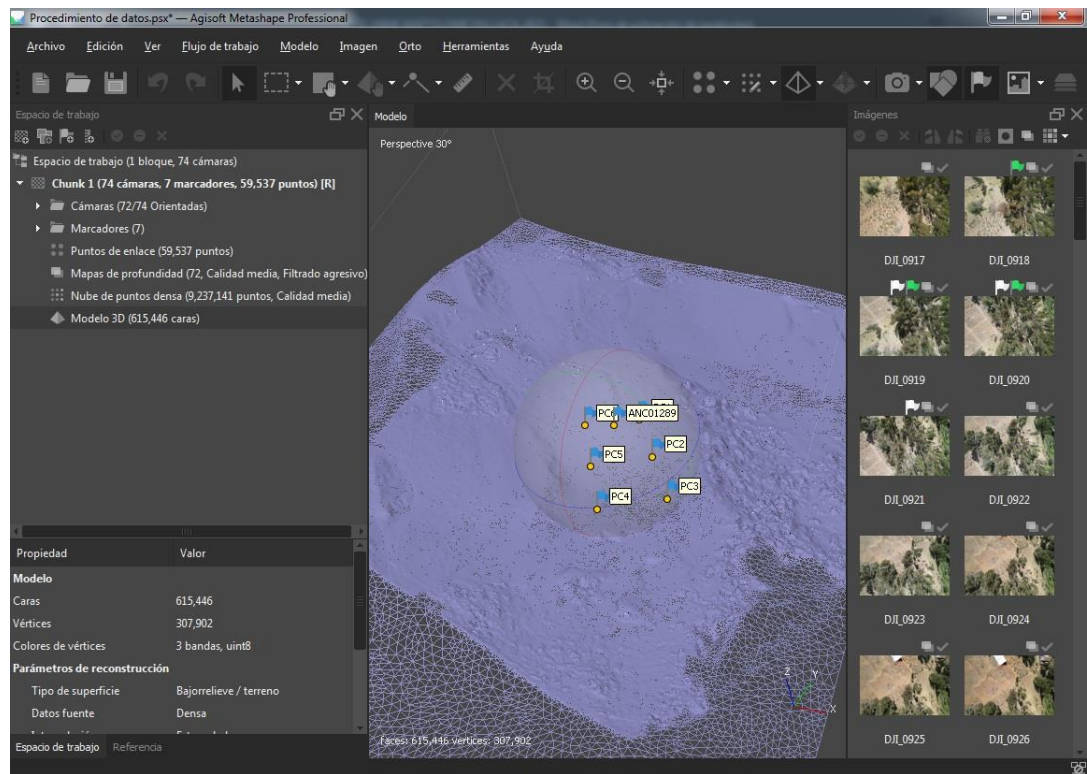 Procedimiento de datos.psx* — Agisoft Metashape Professional
Archivo Edición Ver Flujo de trabajo Modelo Imagen Orto Herramientas Ayuda
Espacio de trabajo
Espacio de trabajo (1 bloque, 74 cámaras)
Chunk 1 (74 cámaras, 7 marcadores, 59,537 puntos) [R]
Cámaras (72/74 Orientadas)
Marcadores (7)
Puntos de enlace (59,537 puntos)
Mapas de profundidad (72, Calidad media, Filtrado agresivo)
Nube de puntos densa (9,237,141 puntos, Calidad media)
Modelo 3D (615,446 caras)
Propiedad Valor
Modelo
Caras 615,446
Vértices 307,902
Colores de vértices 3 bandas, uint8
Parámetros de reconstrucción
Tipo de superficie Bajorrelieve / terreno
Datos fuente Densa
Espacio de trabajo Referencia
Modelo
Perspective 30°
PC6 ANC01289
PC2
PC5
PC3
PC4
Z Y
X
faces: 615,446 vertices: 307,902
Imágenes
DJI_0917 DJI_0918
DJI_0919 DJI_0920
DJI_0921 DJI_0922
DJI_0923 DJI_0924
DJI_0925 DJI_0926